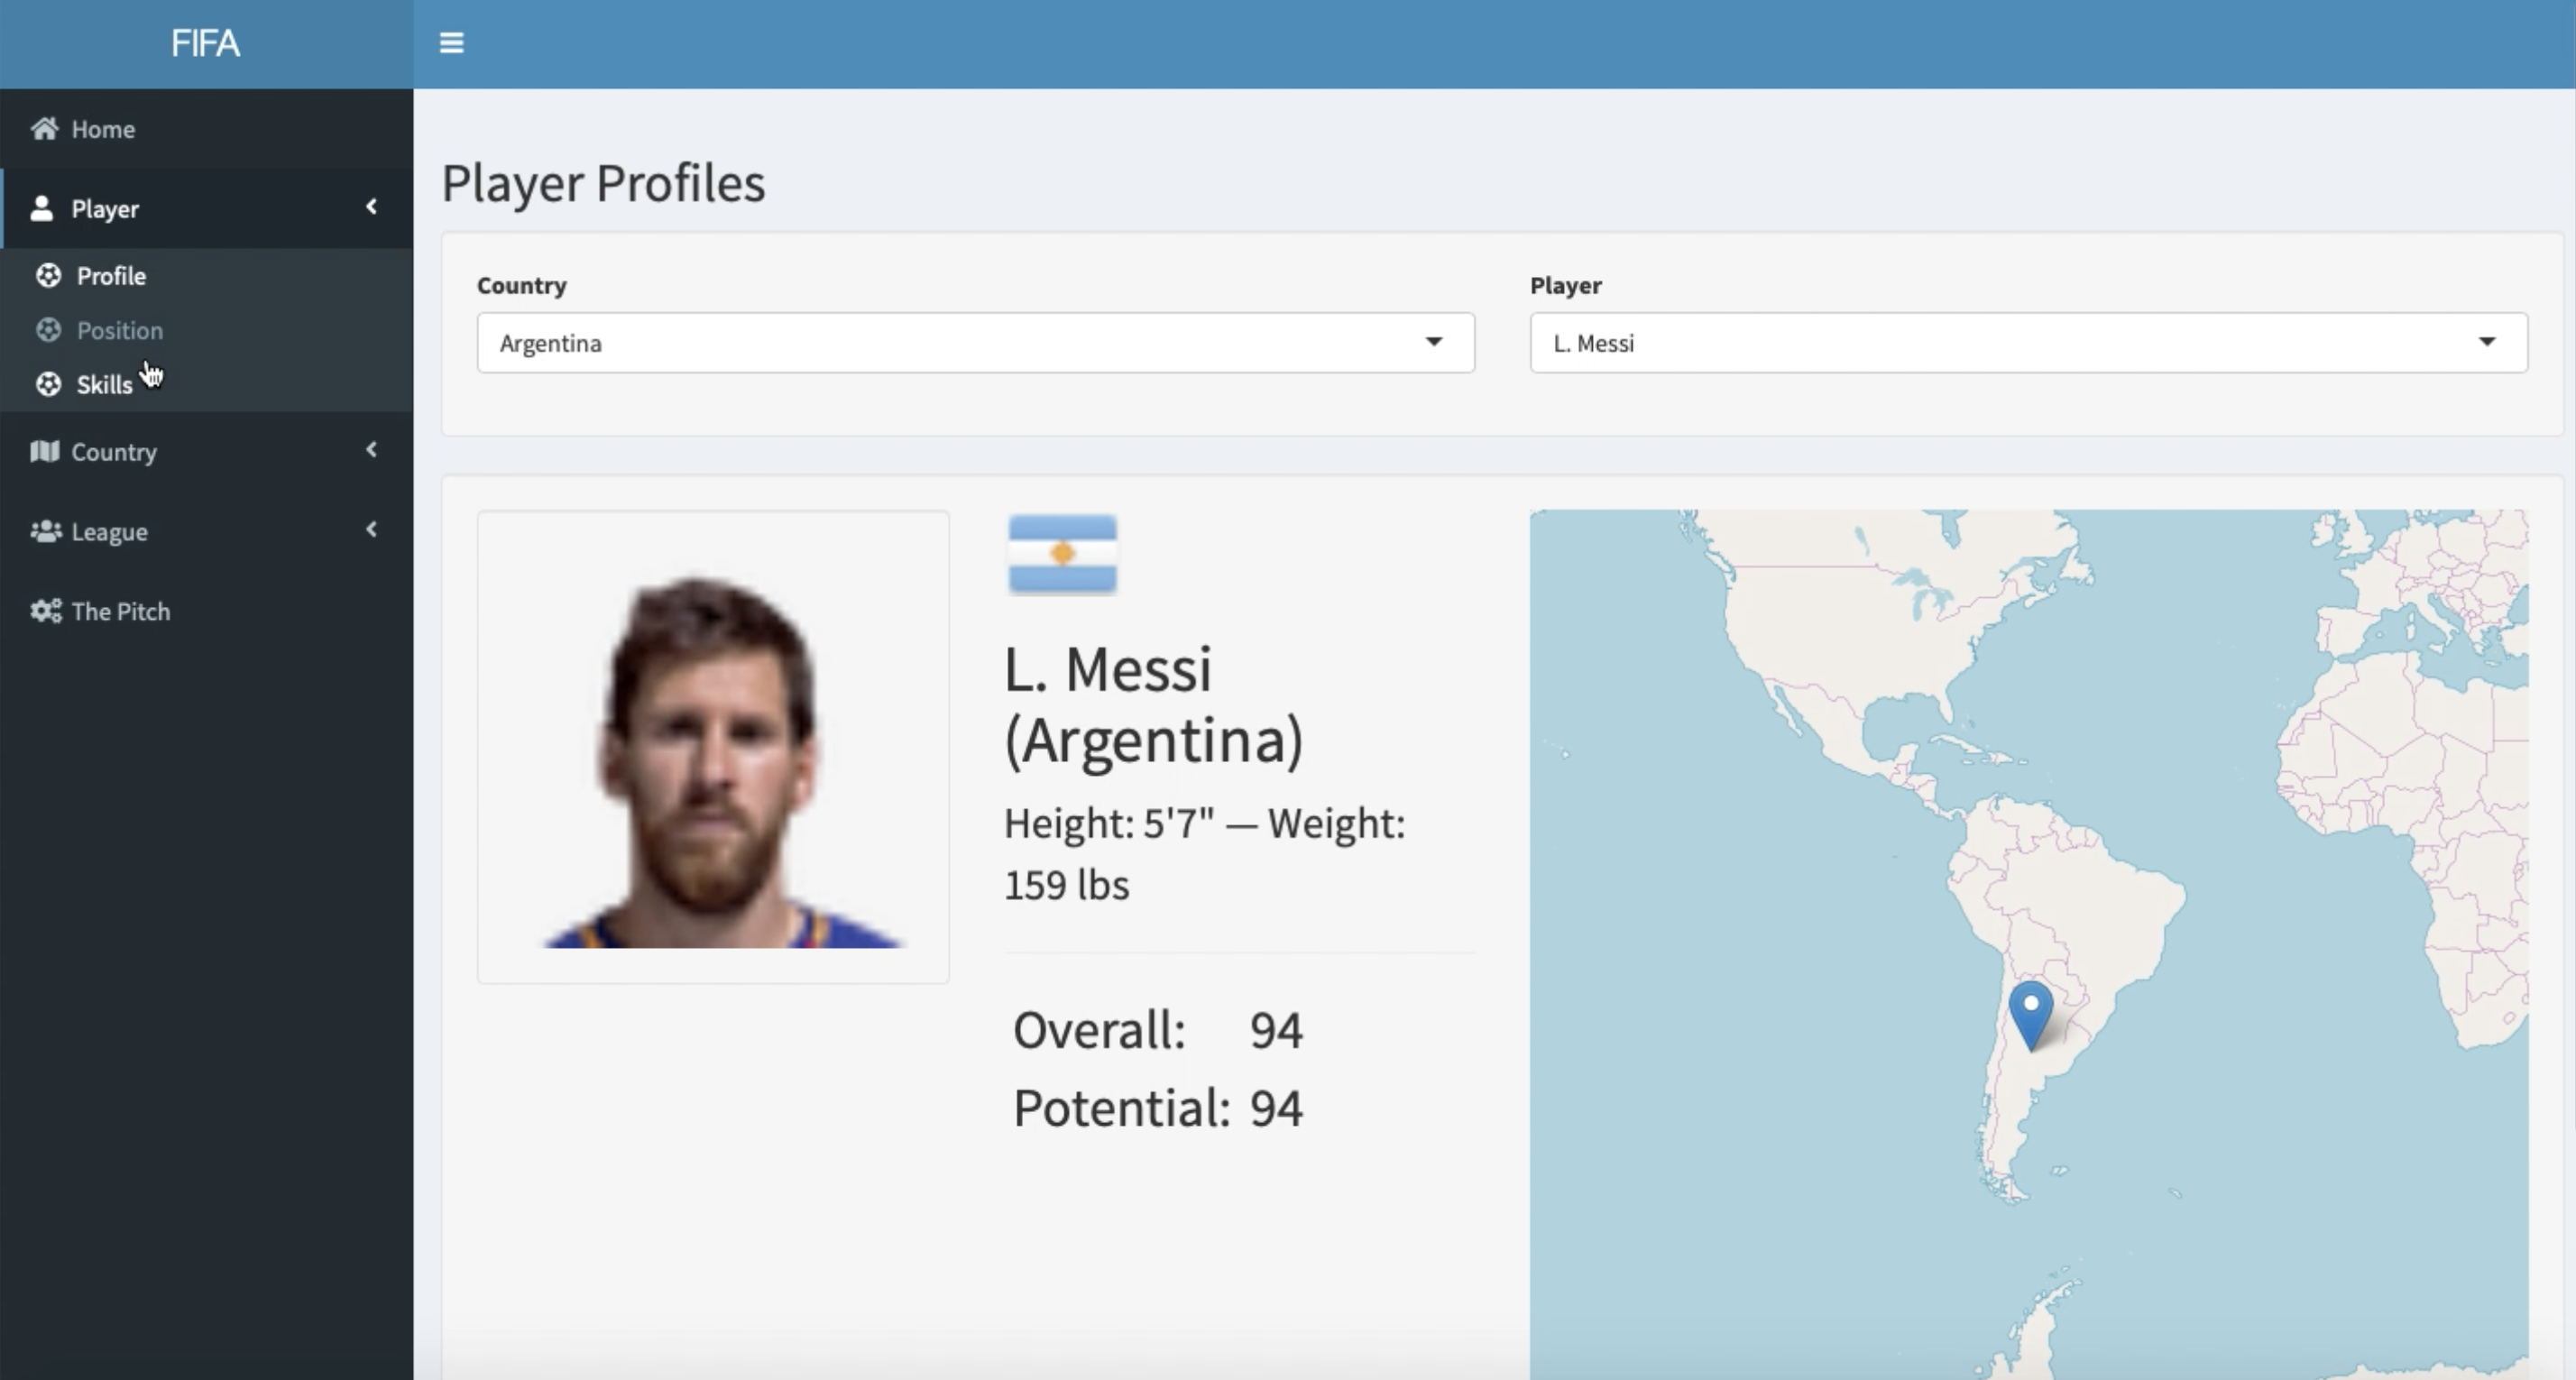 FIFA
Home
Player
Profile
Position
Skills
Country
League
The Pitch
Player Profiles
Country
Argentina
Player
L. Messi
L. Messi
(Argentina)
Height: 5'7" — Weight:
159 lbs
Overall: 94
Potential: 94